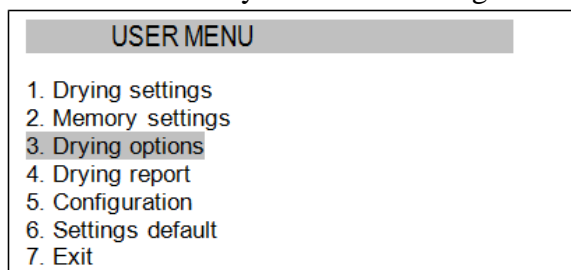 USER MENU
1. Drying settings
2. Memory settings
3. Drying options
4. Drying report
5. Configuration
6. Settings default
7. Exit